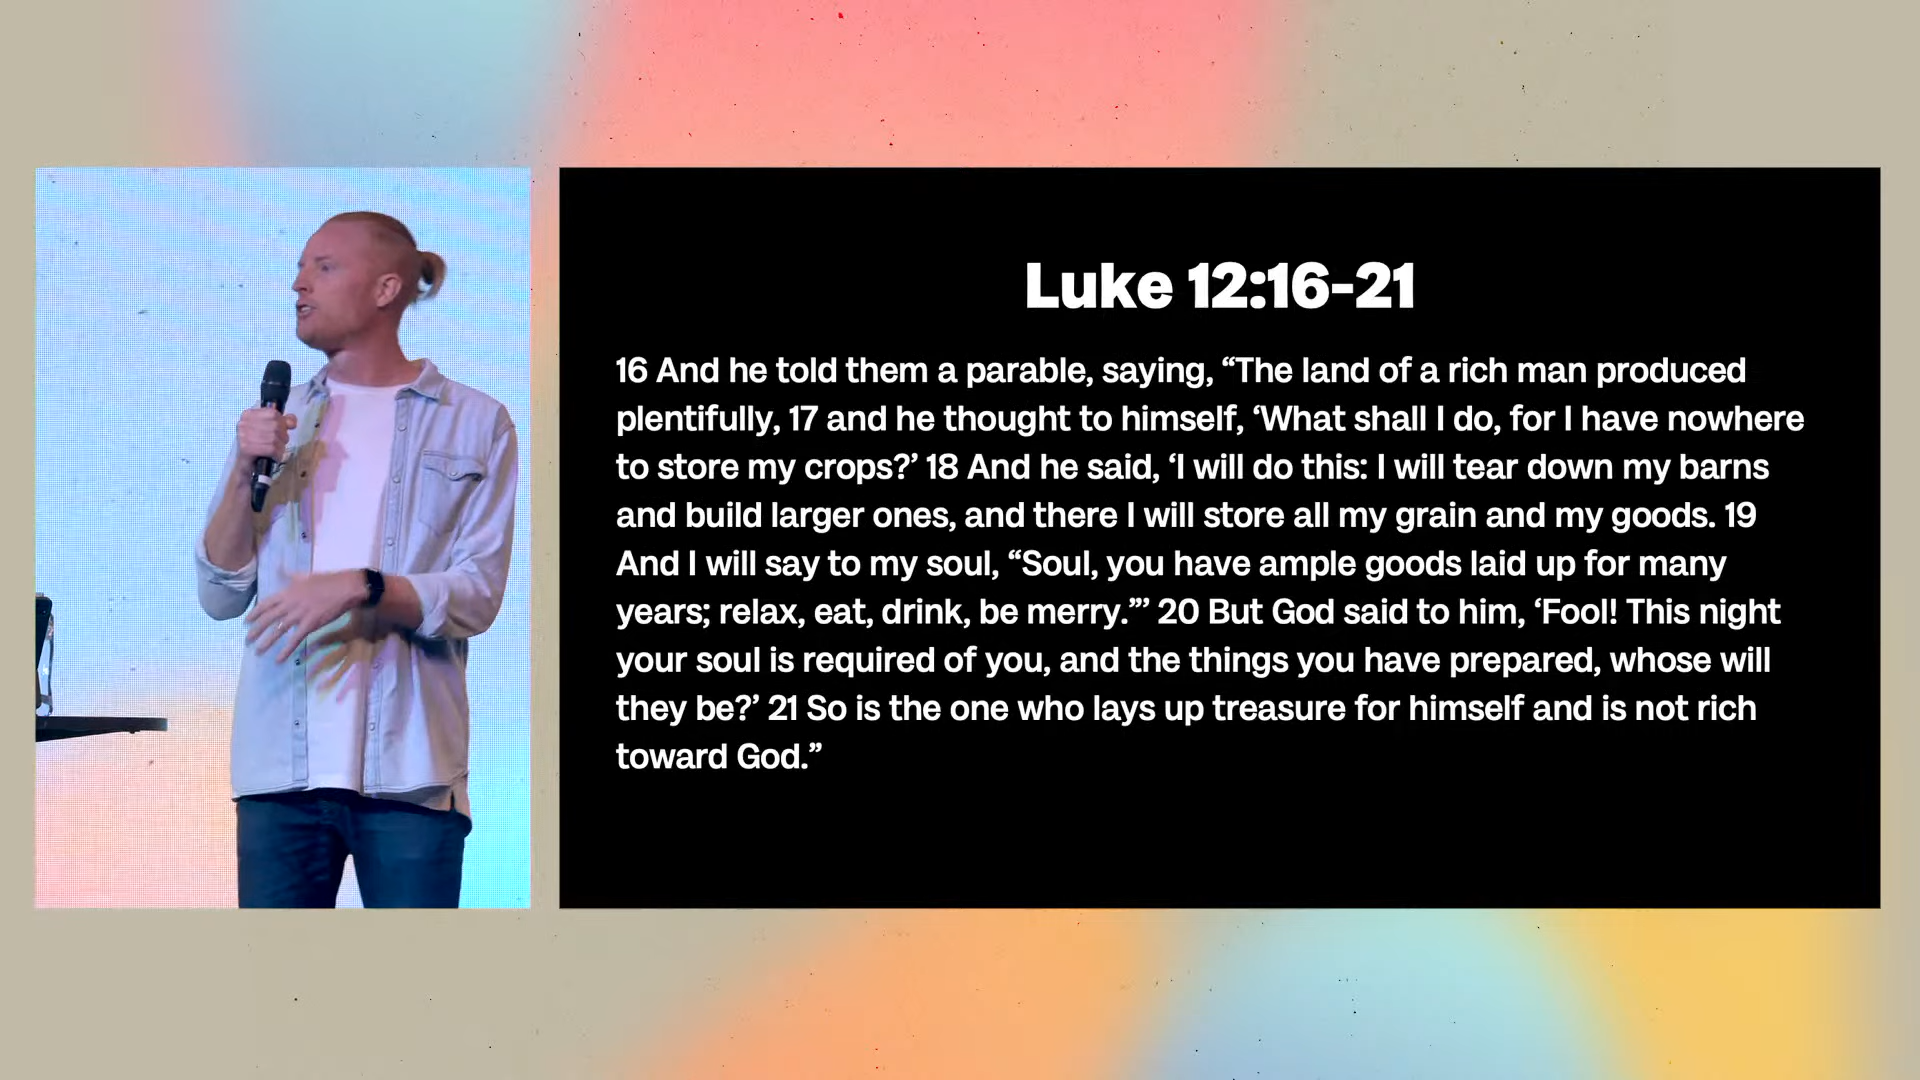 Luke 12:16-21
16 And he told them a parable, saying, “The land of a rich man produced
plentifully, 17 and he thought to himself, ‘What shall I do, for I have nowhere
to store my crops?’ 18 And he said, ‘I will do this: I will tear down my barns
and build larger ones, and there I will store all my grain and my goods. 19
And I will say to my soul, “Soul, you have ample goods laid up for many
years; relax, eat, drink, be merry.”’ 20 But God said to him, ‘Fool! This night
your soul is required of you, and the things you have prepared, whose will
they be?’ 21 So is the one who lays up treasure for himself and is not rich
toward God.”